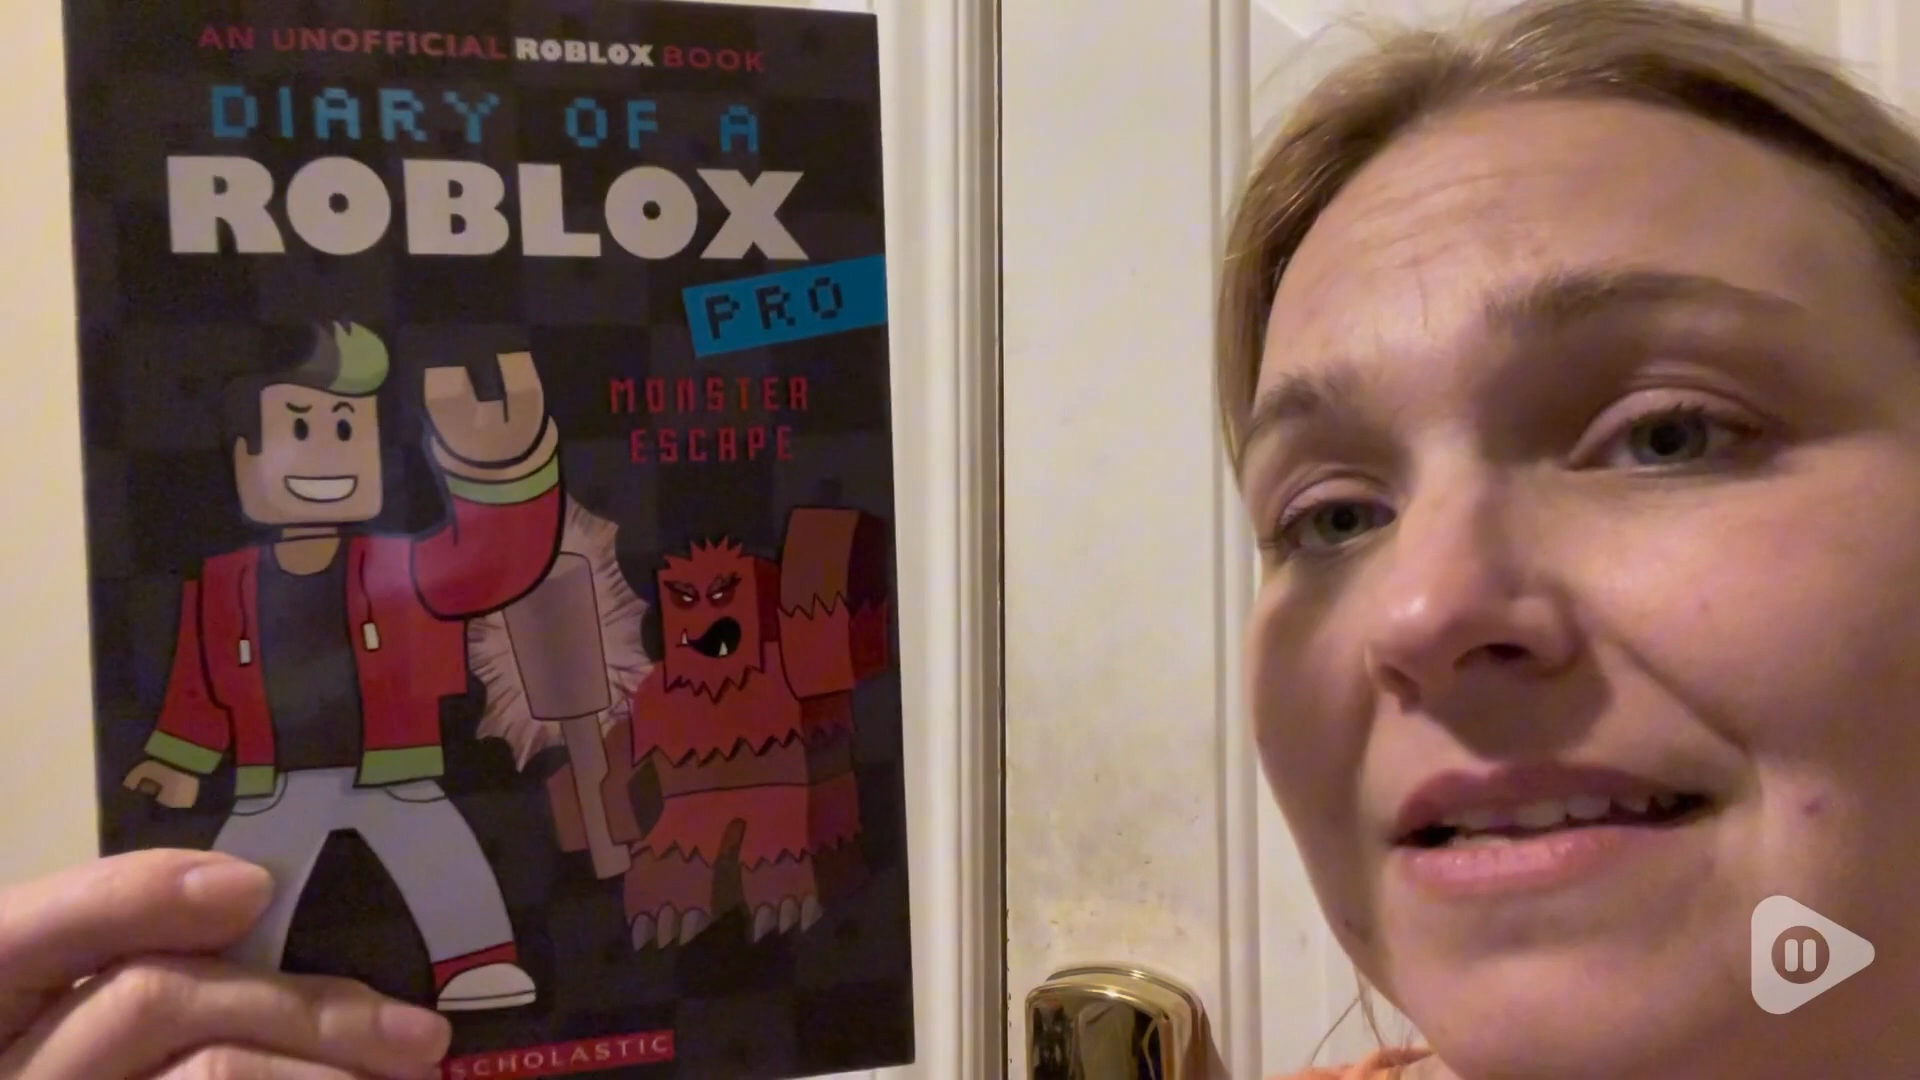 AN UNOFFICIAL ROBLOX BOOK
DIARY OF A
ROBLOX
PRO
MONSTER
ESCAPE
SCHOLASTIC